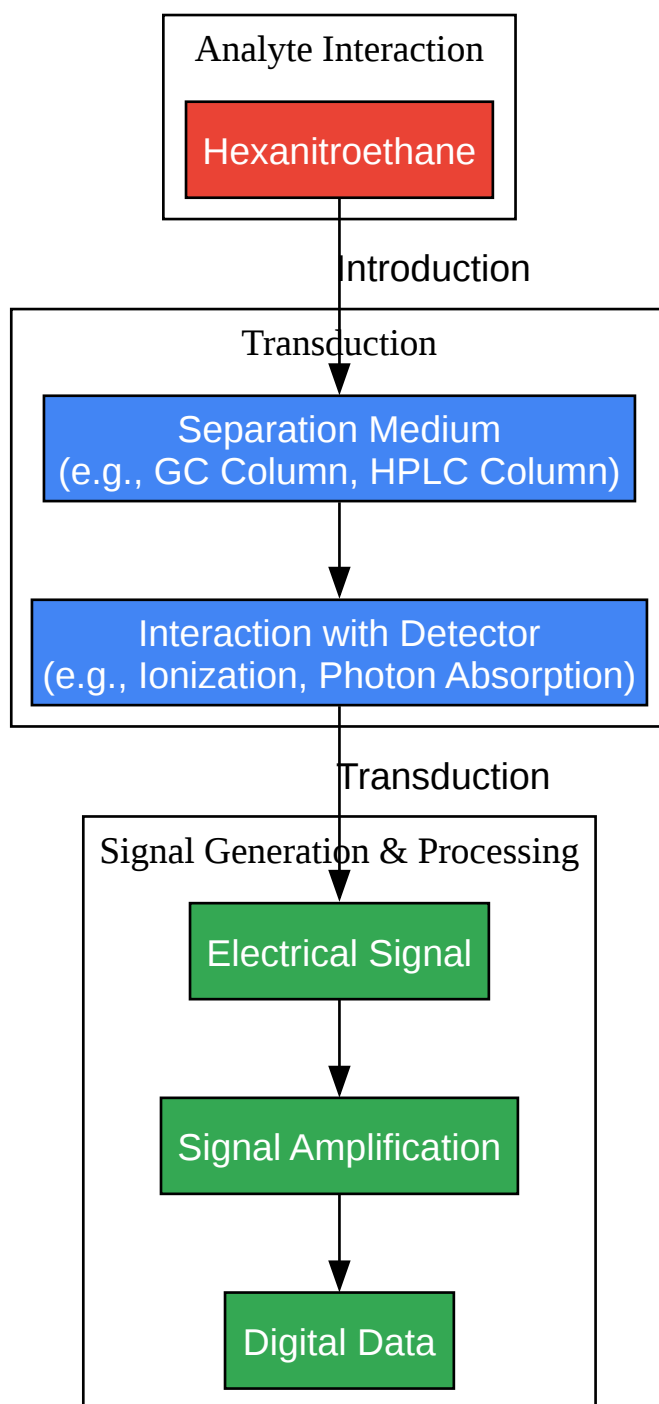 Analyte Interaction
Hexanitroethane
Introduction
Transduction
Separation Medium
(e.g., GC Column, HPLC Column)
Interaction with Detector
(e.g., Ionization, Photon Absorption)
Transduction
Signal Generation & Processing
Electrical Signal
Signal Amplification
Digital Data